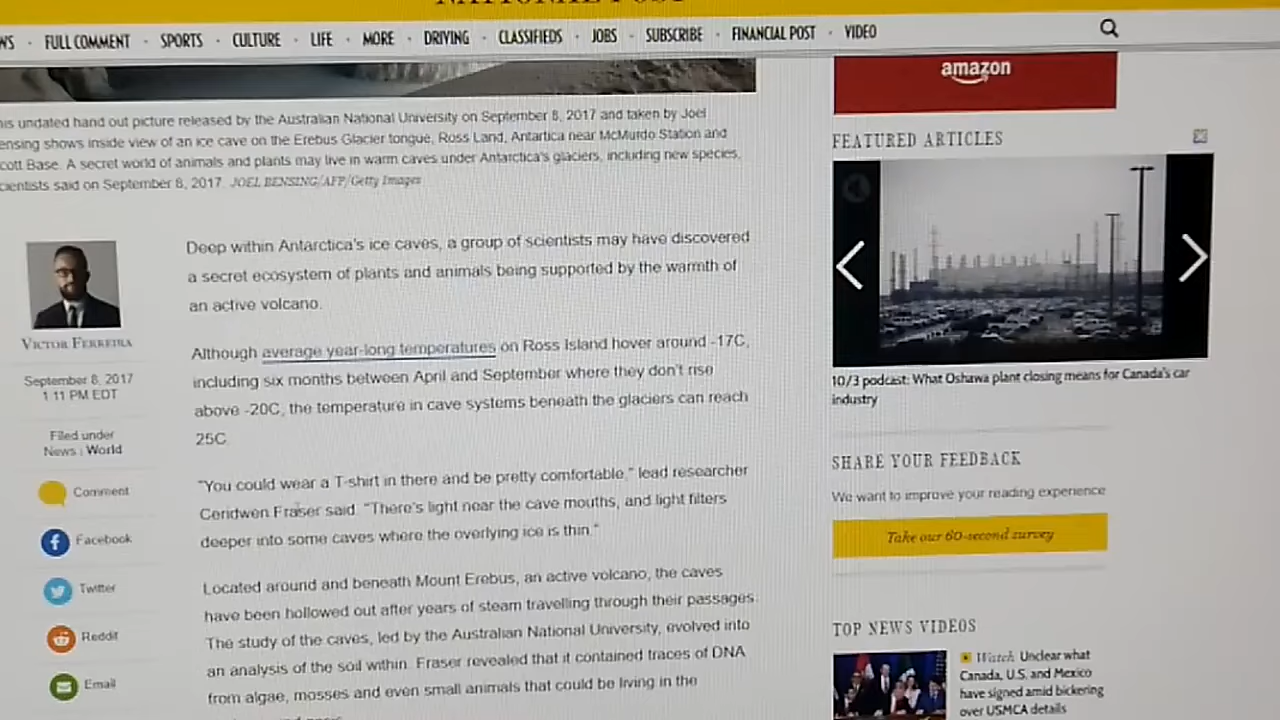 NATIONAL POST
WS · FULL COMMENT · SPORTS · CULTURE · LIFE · MORE · DRIVING · CLASSIFIEDS · JOBS · SUBSCRIBE · FINANCIAL POST · VIDEO
his undated hand out picture released by the Australian National University on September 8, 2017 and taken by Joel
ensing shows inside view of an ice cave on the Erebus Glacier tongue, Ross Land, Antartica near McMurdo Station and
cott Base. A secret world of animals and plants may live in warm caves under Antarctica's glaciers, including new species,
cientists said on September 8, 2017. JOEL BENSING/AFP/Getty Images
VICTOR FERREIRA
September 8, 2017
1:11 PM EDT
Filed under
News | World
Comment
Facebook
Twitter
Reddit
Email
Deep within Antarctica's ice caves, a group of scientists may have discovered
a secret ecosystem of plants and animals being supported by the warmth of
an active volcano.
Although average year-long temperatures on Ross Island hover around -17C,
including six months between April and September where they don't rise
above -20C, the temperature in cave systems beneath the glaciers can reach
25C.
"You could wear a T-shirt in there and be pretty comfortable," lead researcher
Ceridwen Fraser said. "There's light near the cave mouths, and light filters
deeper into some caves where the overlying ice is thin."
Located around and beneath Mount Erebus, an active volcano, the caves
have been hollowed out after years of steam travelling through their passages.
The study of the caves, led by the Australian National University, evolved into
an analysis of the soil within. Fraser revealed that it contained traces of DNA
from algae, mosses and even small animals that could be living in the
amazon
FEATURED ARTICLES
10/3 podcast: What Oshawa plant closing means for Canada's car
industry
SHARE YOUR FEEDBACK
We want to improve your reading experience
Take our 60-second survey
TOP NEWS VIDEOS
Watch Unclear what
Canada, U.S. and Mexico
have signed amid bickering
over USMCA details